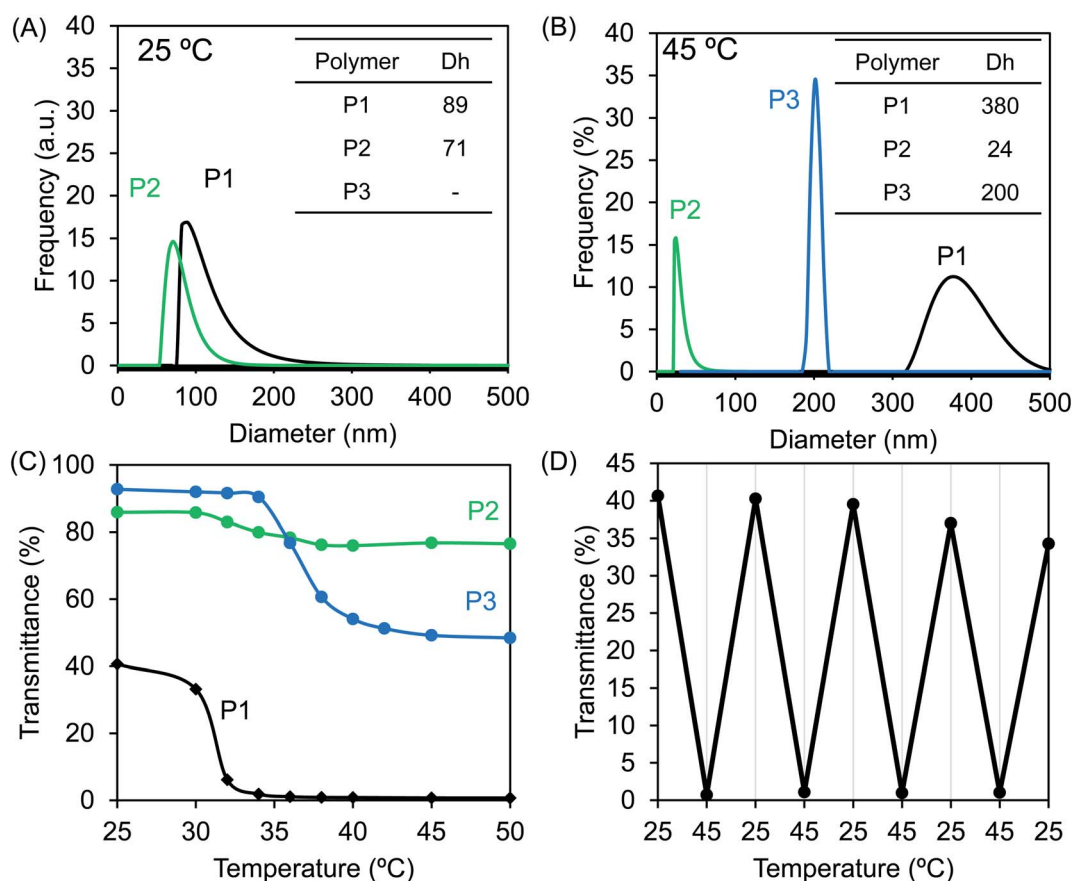 (A)
25 ºC
Polymer Dh
P1 89
P2 71
P3 -
P2
P1
Frequency (a.u.)
40
35
30
25
20
15
10
5
0
0 100 200 300 400 500
Diameter (nm)
(B)
45 ºC
Polymer Dh
P1 380
P2 24
P3 200
P3
P2
P1
Frequency (%)
40
35
30
25
20
15
10
5
0
0 100 200 300 400 500
Diameter (nm)
(C)
P2
P3
P1
Transmittance (%)
100
80
60
40
20
0
25 30 35 40 45 50
Temperature (ºC)
(D)
Transmittance (%)
45
40
35
30
25
20
15
10
5
0
25 45 25 45 25 45 25 45 25
Temperature (ºC)